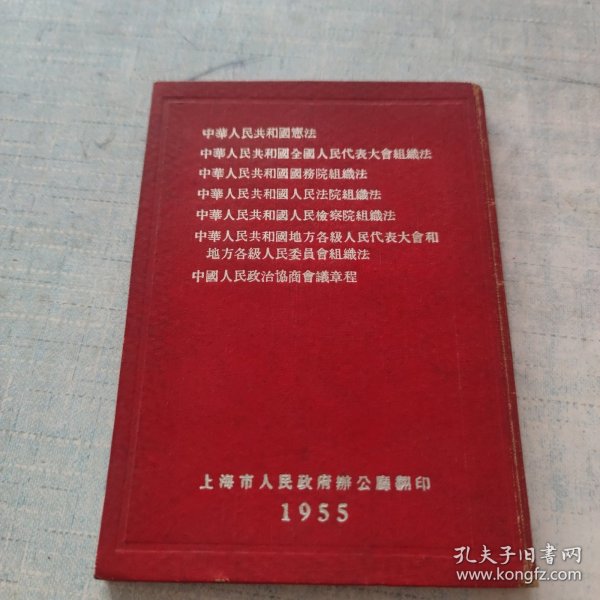 中華人民共和國憲法
中華人民共和國全國人民代表大會組織法
中華人民共和國國務院組織法
中華人民共和國人民法院組織法
中華人民共和國人民檢察院組織法
中華人民共和國地方各級人民代表大會和
地方各級人民委員會組織法
中國人民政治協商會議章程
上海市人民政府辦公廳翻印
1955
孔夫子旧书网
www.kongfz.com